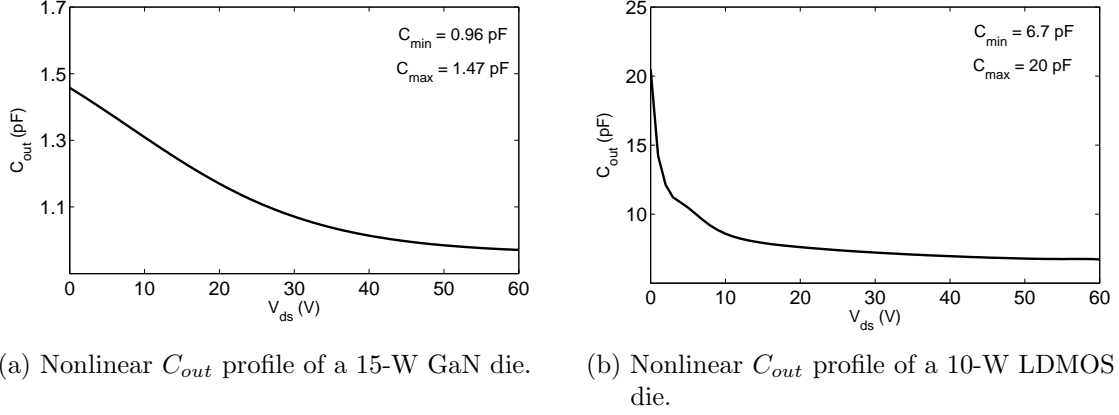 1.7
1.5
1.3
1.1
C_out (pF)
C_min = 0.96 pF
C_max = 1.47 pF
0 10 20 30 40 50 60
V_ds (V)
25
20
15
10
C_out (pF)
C_min = 6.7 pF
C_max = 20 pF
0 10 20 30 40 50 60
V_ds (V)
(a) Nonlinear C_out profile of a 15-W GaN die.
(b) Nonlinear C_out profile of a 10-W LDMOS
die.